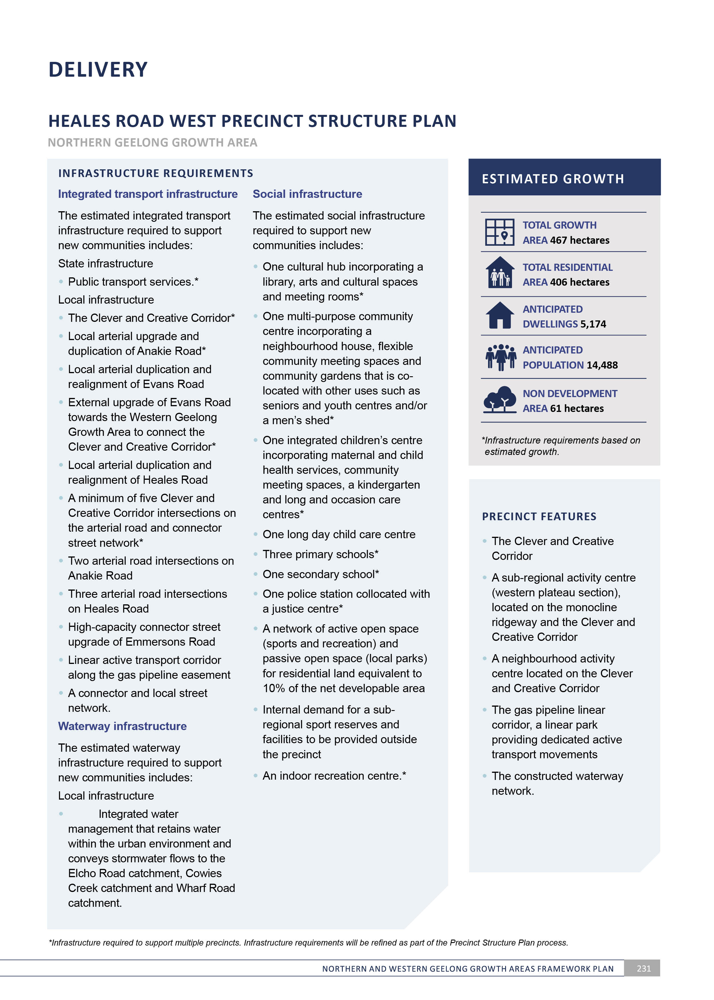 DELIVERY
HEALES ROAD WEST PRECINCT STRUCTURE PLAN
NORTHERN GEELONG GROWTH AREA
INFRASTRUCTURE REQUIREMENTS
Integrated transport infrastructure
The estimated integrated transport
infrastructure required to support
new communities includes:
State infrastructure
• Public transport services.*
Local infrastructure
• The Clever and Creative Corridor*
• Local arterial upgrade and
duplication of Anakie Road*
• Local arterial duplication and
realignment of Evans Road
• External upgrade of Evans Road
towards the Western Geelong
Growth Area to connect the
Clever and Creative Corridor*
• Local arterial duplication and
realignment of Heales Road
• A minimum of five Clever and
Creative Corridor intersections on
the arterial road and connector
street network*
• Two arterial road intersections on
Anakie Road
• Three arterial road intersections
on Heales Road
• High-capacity connector street
upgrade of Emmersons Road
• Linear active transport corridor
along the gas pipeline easement
• A connector and local street
network.
Waterway infrastructure
The estimated waterway
infrastructure required to support
new communities includes:
Local infrastructure
• Integrated water
management that retains water
within the urban environment and
conveys stormwater flows to the
Elcho Road catchment, Cowies
Creek catchment and Wharf Road
catchment.
Social infrastructure
The estimated social infrastructure
required to support new
communities includes:
• One cultural hub incorporating a
library, arts and cultural spaces
and meeting rooms*
• One multi-purpose community
centre incorporating a
neighbourhood house, flexible
community meeting spaces and
community gardens that is co-
located with other uses such as
seniors and youth centres and/or
a men’s shed*
• One integrated children’s centre
incorporating maternal and child
health services, community
meeting spaces, a kindergarten
and long and occasion care
centres*
• One long day child care centre
• Three primary schools*
• One secondary school*
• One police station collocated with
a justice centre*
• A network of active open space
(sports and recreation) and
passive open space (local parks)
for residential land equivalent to
10% of the net developable area
• Internal demand for a sub-
regional sport reserves and
facilities to be provided outside
the precinct
• An indoor recreation centre.*
ESTIMATED GROWTH
TOTAL GROWTH
AREA 467 hectares
TOTAL RESIDENTIAL
AREA 406 hectares
ANTICIPATED
DWELLINGS 5,174
ANTICIPATED
POPULATION 14,488
NON DEVELOPMENT
AREA 61 hectares
*Infrastructure requirements based on
estimated growth.
PRECINCT FEATURES
• The Clever and Creative
Corridor
• A sub-regional activity centre
(western plateau section),
located on the monocline
ridgeway and the Clever and
Creative Corridor
• A neighbourhood activity
centre located on the Clever
and Creative Corridor
• The gas pipeline linear
corridor, a linear park
providing dedicated active
transport movements
• The constructed waterway
network.
*Infrastructure required to support multiple precincts. Infrastructure requirements will be refined as part of the Precinct Structure Plan process.
NORTHERN AND WESTERN GEELONG GROWTH AREAS FRAMEWORK PLAN 231